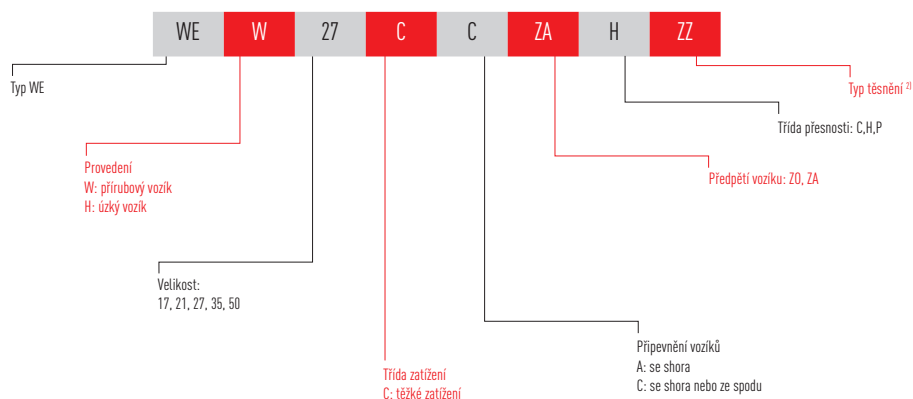 WE W 27 C C ZA H ZZ
Typ WE
Typ těsnění 2)
Třída přesnosti: C,H,P
Provedení
W: přírubový vozík
H: úzký vozík
Předpětí vozíku: Z0, ZA
Velikost:
17, 21, 27, 35, 50
Připevnění vozíků
A: se shora
C: se shora nebo ze spodu
Třída zatížení
C: těžké zatížení